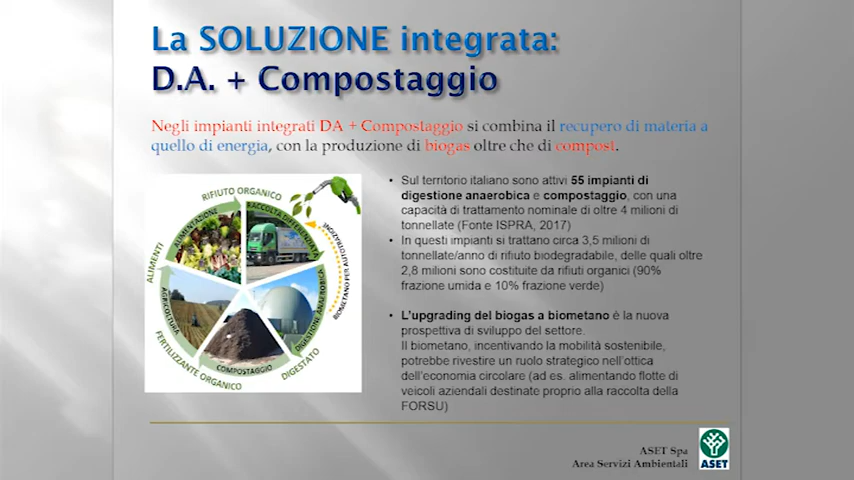 La SOLUZIONE integrata:
D.A. + Compostaggio
Negli impianti integrati DA + Compostaggio si combina il recupero di materia a
quello di energia, con la produzione di biogas oltre che di compost.
• Sul territorio italiano sono attivi 55 impianti di
digestione anaerobica e compostaggio, con una
capacità di trattamento nominale di oltre 4 milioni di
tonnellate (Fonte ISPRA, 2017)
• In questi impianti si trattano circa 3,5 milioni di
tonnellate/anno di rifiuto biodegradabile, delle quali oltre
2,8 milioni sono costituite da rifiuti organici (90%
frazione umida e 10% frazione verde)
• L'upgrading del biogas a biometano è la nuova
prospettiva di sviluppo del settore.
Il biometano, incentivando la mobilità sostenibile,
potrebbe rivestire un ruolo strategico nell'ottica
dell'economia circolare (ad es. alimentando flotte di
veicoli aziendali destinate proprio alla raccolta della
FORSU)
RIFIUTO ORGANICO
RACCOLTA DIFFERENZIATA
BIOMETANO PER AUTOTRAZIONE
DIGESTIONE ANAEROBICA
DIGESTATO
COMPOSTAGGIO
FERTILIZZANTE ORGANICO
AGRICOLTURA
ALIMENTI
ALIMENTAZIONE
ASET Spa
Area Servizi Ambientali
ASET